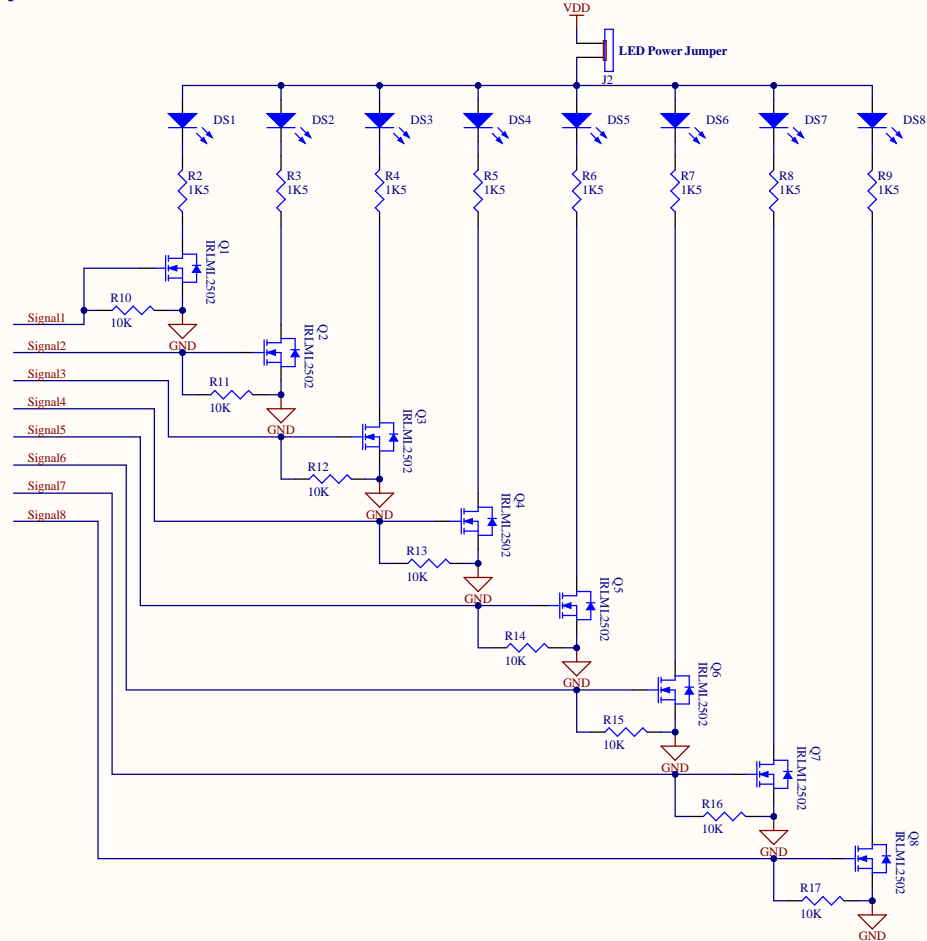 VDD
LED Power Jumper
J2
DS1
DS2
DS3
DS4
DS5
DS6
DS7
DS8
R2
1K5
R3
1K5
R4
1K5
R5
1K5
R6
1K5
R7
1K5
R8
1K5
R9
1K5
Q1
IRLML2502
R10
10K
GND
Signal1
Signal2
Signal3
Signal4
Signal5
Signal6
Signal7
Signal8
Q2
IRLML2502
R11
10K
GND
Q3
IRLML2502
R12
10K
GND
Q4
IRLML2502
R13
10K
GND
Q5
IRLML2502
R14
10K
GND
Q6
IRLML2502
R15
10K
GND
Q7
IRLML2502
R16
10K
GND
Q8
IRLML2502
R17
10K
GND